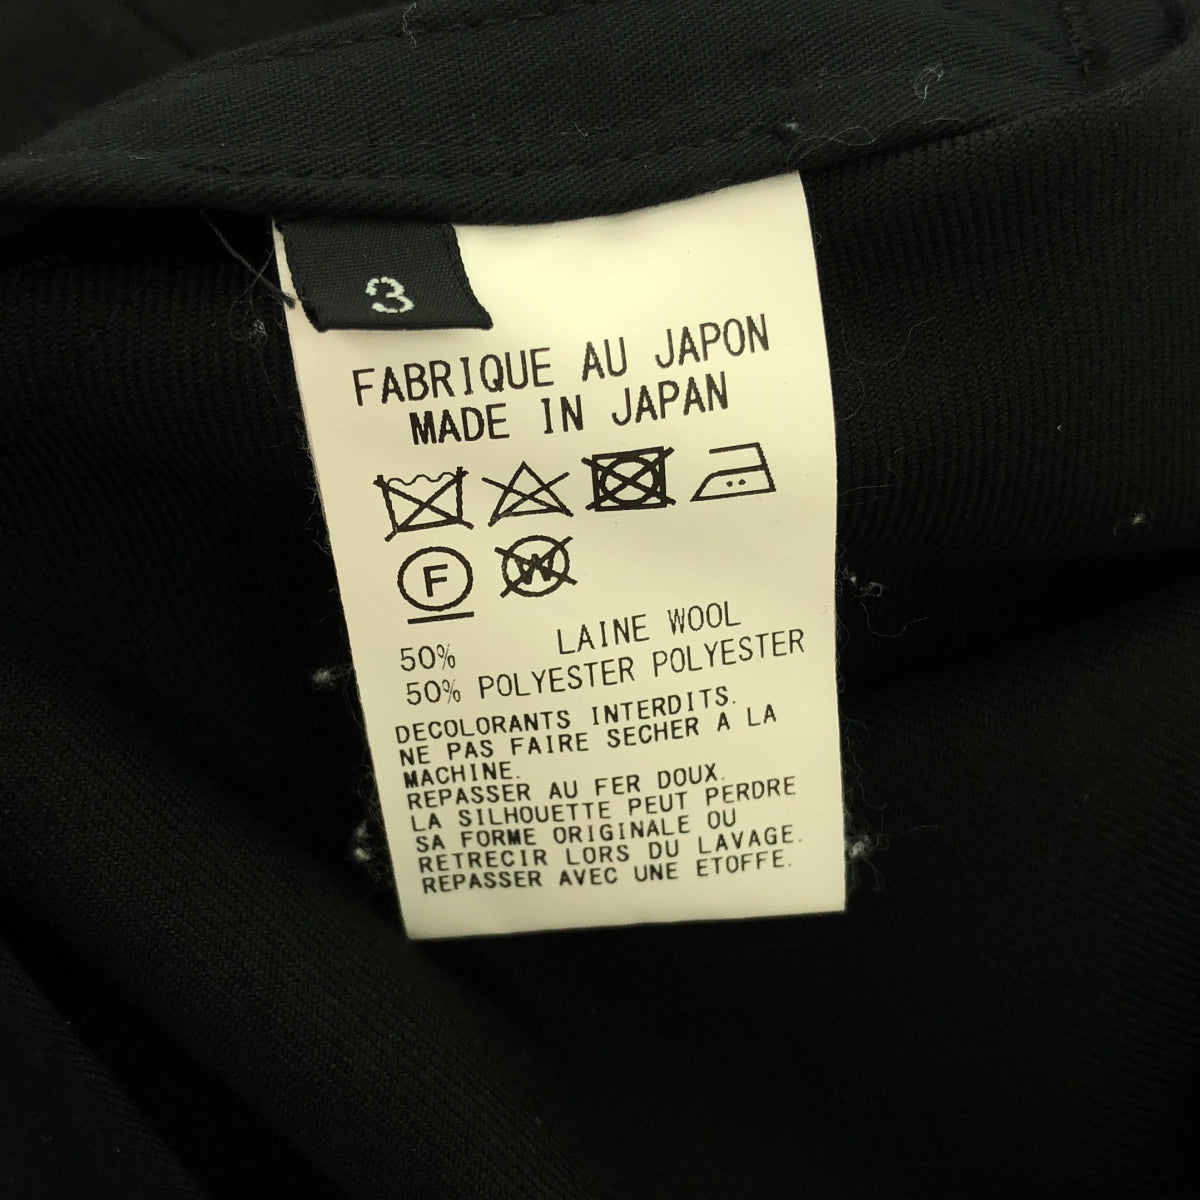 3
FABRIQUE AU JAPON
MADE IN JAPAN
F
W
50% LAINE WOOL
50% POLYESTER POLYESTER
DECOLORANTS INTERDITS.
NE PAS FAIRE SECHER A LA
MACHINE.
REPASSER AU FER DOUX.
LA SILHOUETTE PEUT PERDRE
SA FORME ORIGINALE OU
RETRECIR LORS DU LAVAGE.
REPASSER AVEC UNE ETOFFE.